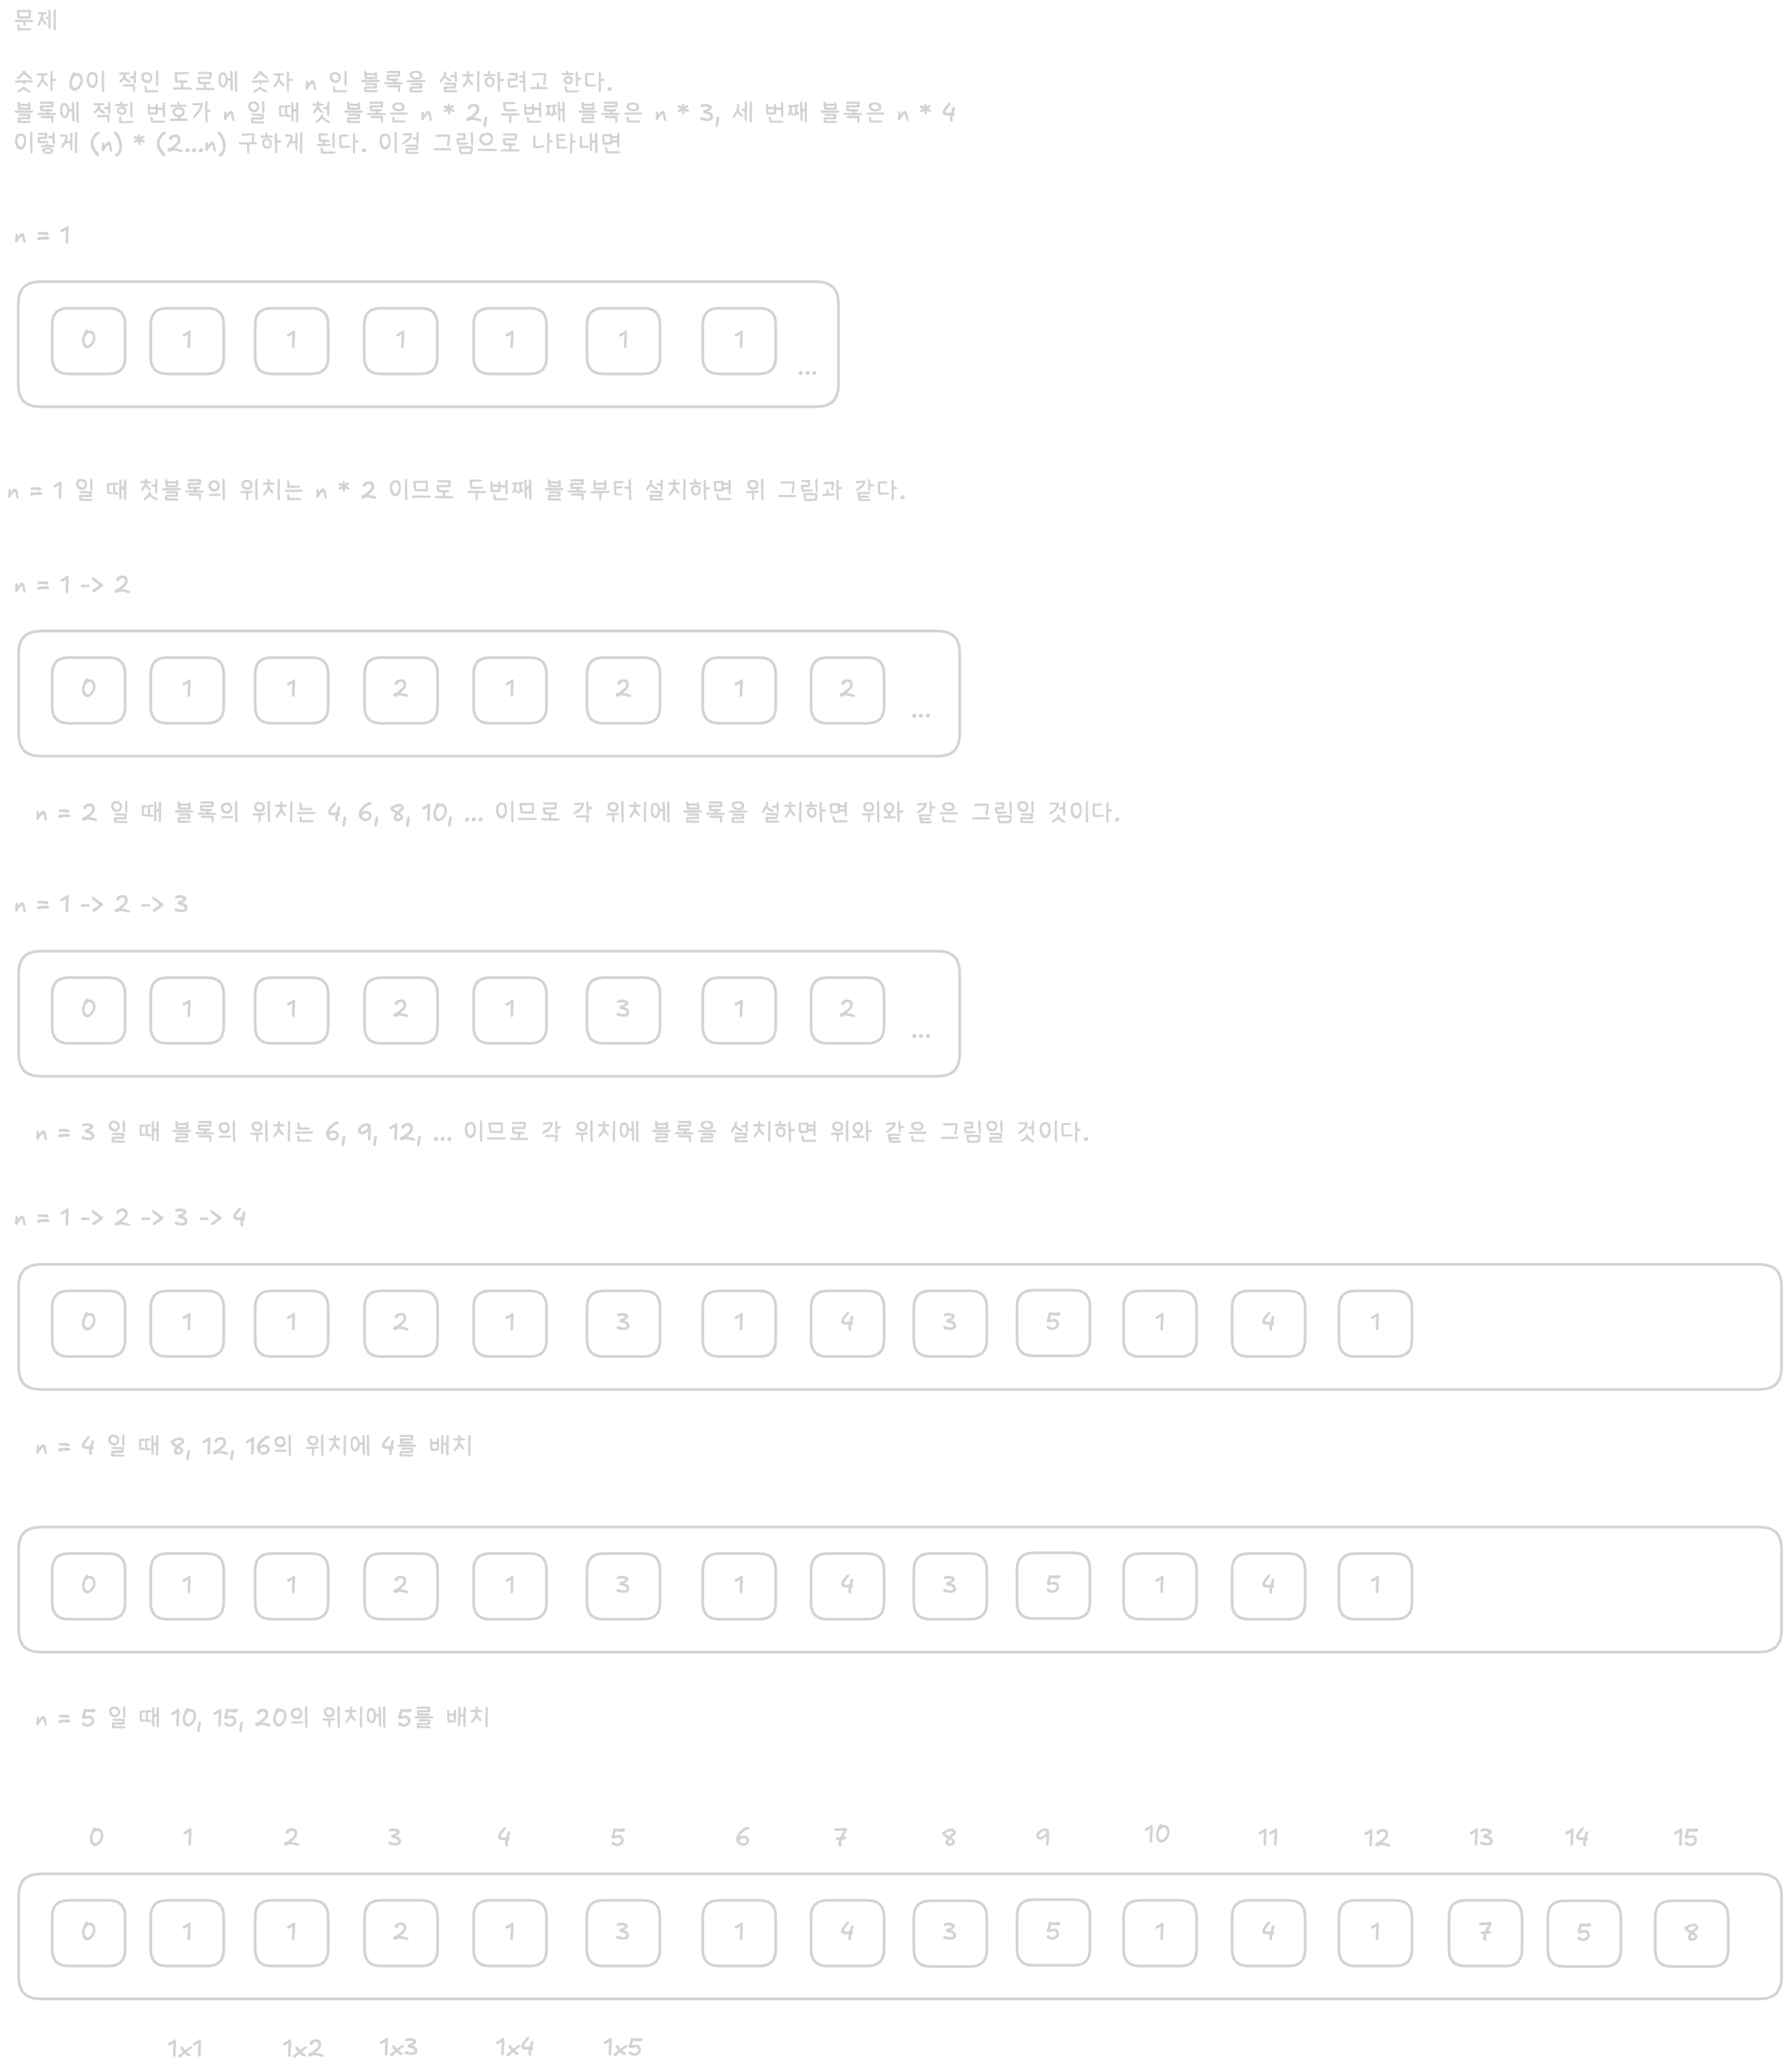 문제
숫자 0이 적인 도로에 숫자 n 인 블록을 설치하려고 한다.
블록에 적힌 번호가 n일 때 첫 블록은 n * 2, 두번째 블록은 n * 3, 세 번째 블록은 n * 4
이렇게 (n) * (2...n) 구하게 된다. 이걸 그림으로 나타내면
n = 1
0 1 1 1 1 1 1 ...
n = 1 일 때 첫블록의 위치는 n * 2 이므로 두번째 블록부터 설치하면 위 그림과 같다.
n = 1 -> 2
0 1 1 2 1 2 1 2 ...
n = 2 일 때 블록의 위치는 4, 6, 8, 10, ... 이므로 각 위치에 블록을 설치하면 위와 같은 그림일 것이다.
n = 1 -> 2 -> 3
0 1 1 2 1 3 1 2 ...
n = 3 일 때 블록의 위치는 6, 9, 12, ... 이므로 각 위치에 블록을 설치하면 위와 같은 그림일 것이다.
n = 1 -> 2 -> 3 -> 4
0 1 1 2 1 3 1 4 3 5 1 4 1
n = 4 일 때 8, 12, 16의 위치에 4를 배치
0 1 1 2 1 3 1 4 3 5 1 4 1
n = 5 일 때 10, 15, 20의 위치에 5를 배치
0 1 2 3 4 5 6 7 8 9 10 11 12 13 14 15
0 1 1 2 1 3 1 4 3 5 1 4 1 7 5 8
1x1 1x2 1x3 1x4 1x5